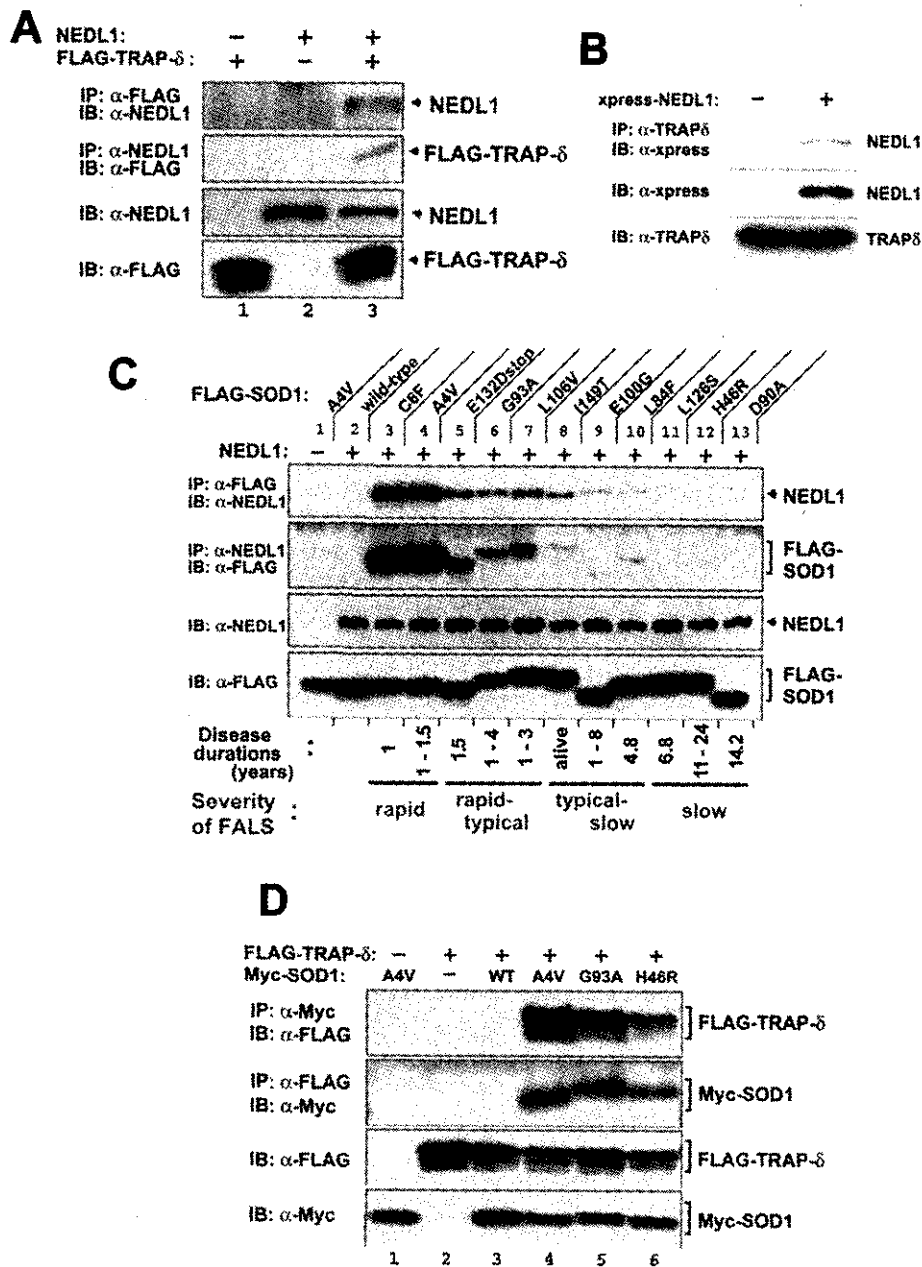 A
NEDL1: − + +
FLAG-TRAP-δ: + − +
IP: α-FLAG
IB: α-NEDL1
NEDL1
IP: α-NEDL1
IB: α-FLAG
FLAG-TRAP-δ
IB: α-NEDL1
NEDL1
IB: α-FLAG
FLAG-TRAP-δ
1 2 3
B
xpress-NEDL1: − +
IP: α-TRAPδ
IB: α-xpress
NEDL1
IB: α-xpress
NEDL1
IB: α-TRAPδ
TRAPδ
C
FLAG-SOD1: A4V wild-type C6F A4V E132Dstop G93A L106V I149T E100G L84F L126S H46R D90A
1 2 3 4 5 6 7 8 9 10 11 12 13
NEDL1: − + + + + + + + + + + + +
IP: α-FLAG
IB: α-NEDL1
NEDL1
IP: α-NEDL1
IB: α-FLAG
FLAG-
SOD1
IB: α-NEDL1
NEDL1
IB: α-FLAG
FLAG-
SOD1
Disease
durations :
(years)
1 1 - 1.5 1.5 1 - 4 1 - 3 alive 1 - 8 4.8 6.8 11 - 24 14.2
Severity
of FALS :
rapid rapid-typical typical-slow slow
D
FLAG-TRAP-δ: − + + + + +
Myc-SOD1: A4V − WT A4V G93A H46R
IP: α-Myc
IB: α-FLAG
FLAG-TRAP-δ
IP: α-FLAG
IB: α-Myc
Myc-SOD1
IB: α-FLAG
FLAG-TRAP-δ
IB: α-Myc
Myc-SOD1
1 2 3 4 5 6